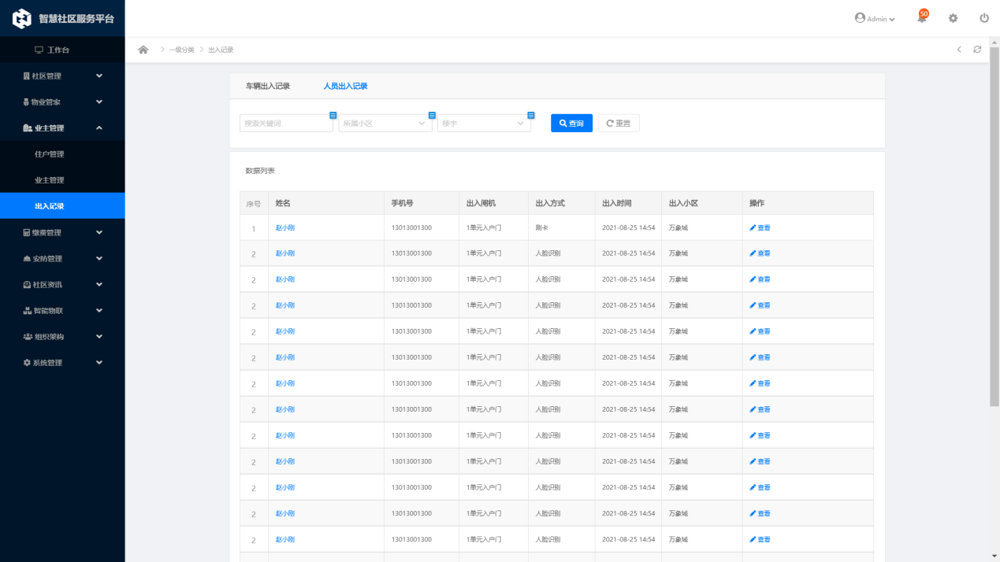 智慧社区服务平台
Admin
50
工作台
一级分类
出入记录
社区管理
物业管家
业主管理
住户管理
业主管理
出入记录
缴费管理
安防管理
社区资讯
智能物联
组织架构
系统管理
车辆出入记录 人员出入记录
搜索关键词 所属小区 楼宇 查询 重置
数据列表
序号 姓名 手机号 出入闸机 出入方式 出入时间 出入小区 操作
1 赵小刚 13013001300 1单元入户门 刷卡 2021-08-25 14:54 万象城 查看
2 赵小刚 13013001300 1单元入户门 人脸识别 2021-08-25 14:54 万象城 查看
2 赵小刚 13013001300 1单元入户门 人脸识别 2021-08-25 14:54 万象城 查看
2 赵小刚 13013001300 1单元入户门 人脸识别 2021-08-25 14:54 万象城 查看
2 赵小刚 13013001300 1单元入户门 人脸识别 2021-08-25 14:54 万象城 查看
2 赵小刚 13013001300 1单元入户门 人脸识别 2021-08-25 14:54 万象城 查看
2 赵小刚 13013001300 1单元入户门 人脸识别 2021-08-25 14:54 万象城 查看
2 赵小刚 13013001300 1单元入户门 人脸识别 2021-08-25 14:54 万象城 查看
2 赵小刚 13013001300 1单元入户门 人脸识别 2021-08-25 14:54 万象城 查看
2 赵小刚 13013001300 1单元入户门 人脸识别 2021-08-25 14:54 万象城 查看
2 赵小刚 13013001300 1单元入户门 人脸识别 2021-08-25 14:54 万象城 查看
2 赵小刚 13013001300 1单元入户门 人脸识别 2021-08-25 14:54 万象城 查看
2 赵小刚 13013001300 1单元入户门 人脸识别 2021-08-25 14:54 万象城 查看